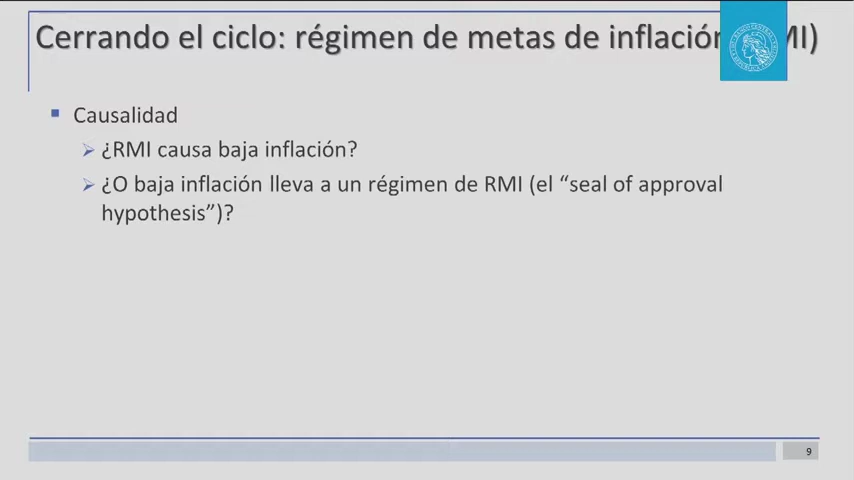 Cerrando el ciclo: régimen de metas de inflación MI)
Causalidad
¿RMI causa baja inflación?
¿O baja inflación lleva a un régimen de RMI (el “seal of approval
hypothesis”)?
9